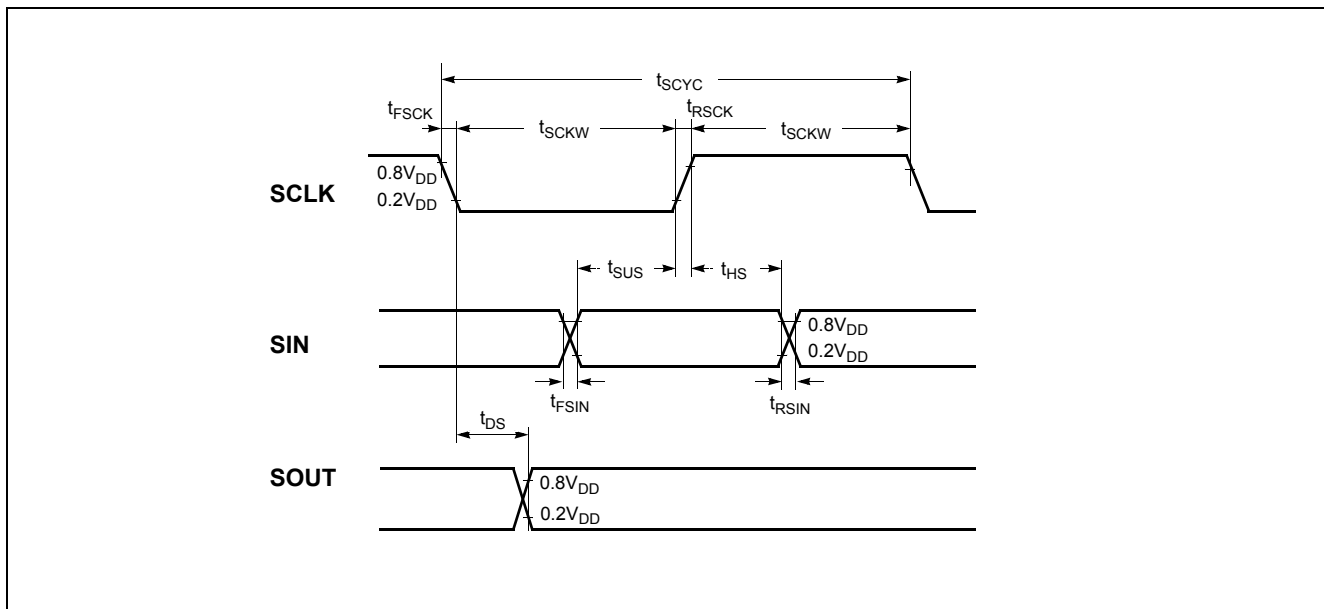 tSCYC
tFSCK
tRSCK
tSCKW
tSCKW
0.8VDD
SCLK
0.2VDD
tSUS
tHS
0.8VDD
SIN
0.2VDD
tFSIN
tRSIN
tDS
SOUT
0.8VDD
0.2VDD